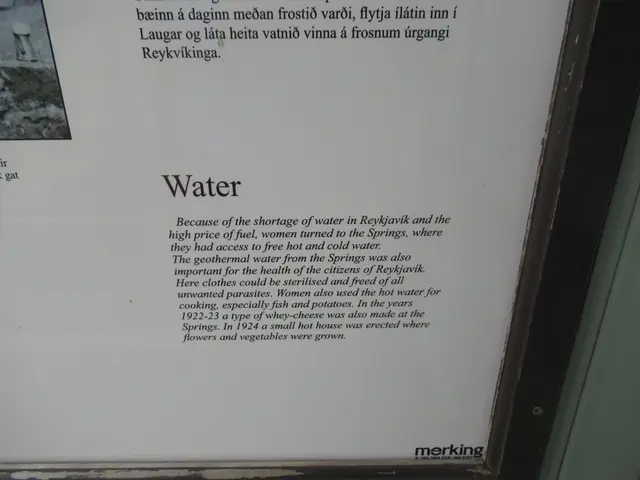 bæinn á daginn meðan frostið varði, flytja ílátin inn í
Laugar og láta heita vatnið vinna á frosnum úrgangi
Reykvíkinga.
gat
Water
Because of the shortage of water in Reykjavík and the
high price of fuel, women turned to the Springs, where
they had access to free hot and cold water.
The geothermal water from the Springs was also
important for the health of the citizens of Reykjavík.
Here clothes could be sterilised and freed of all
unwanted parasites. Women also used the hot water for
cooking, especially fish and potatoes. In the years
1922-23 a type of whey-cheese was also made at the
Springs. In 1924 a small hot house was erected where
flowers and vegetables were grown.
merking